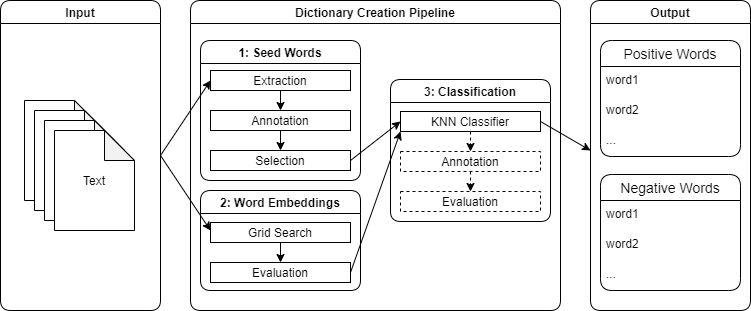 Input
Text
Dictionary Creation Pipeline
1: Seed Words
Extraction
Annotation
Selection
2: Word Embeddings
Grid Search
Evaluation
3: Classification
KNN Classifier
Annotation
Evaluation
Output
Positive Words
word1
word2
...
Negative Words
word1
word2
...